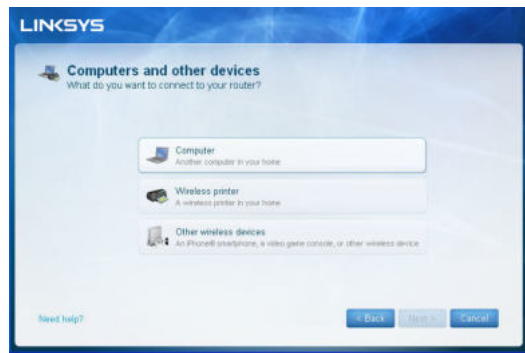 LINKSYS
Computers and other devices
What do you want to connect to your router?
Computer
Another computer in your home
Wireless printer
A wireless printer in your home
Other wireless devices
An iPhone® smartphone, a video game console, or other wireless device
Need help?
< Back
Next >
Cancel